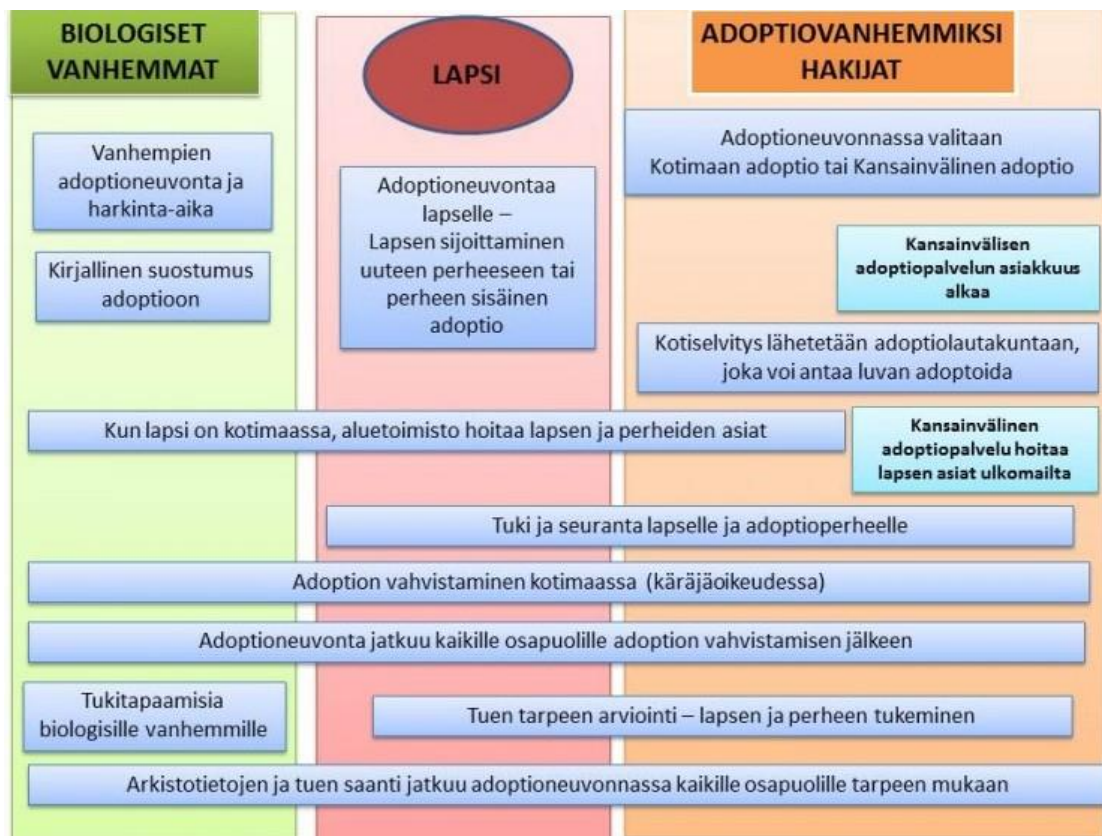 BIOLOGISET
VANHEMMAT
LAPSI
ADOPTIOVANHEMMIKSI
HAKIJAT
Vanhempien
adoptioneuvonta ja
harkinta-aika
Adoptioneuvontaa
lapselle –
Lapsen sijoittaminen
uuteen perheeseen tai
perheen sisäinen
adoptio
Adoptioneuvonnassa valitaan
Kotimaan adoptio tai Kansainvälinen adoptio
Kirjallinen suostumus
adoptioon
Kansainvälisen
adoptiopalvelun asiakkuus
alkaa
Kotiselvitys lähetetään adoptiolautakuntaan,
joka voi antaa luvan adoptoida
Kun lapsi on kotimaassa, aluetoimisto hoitaa lapsen ja perheiden asiat
Kansainvälinen
adoptiopalvelu hoitaa
lapsen asiat ulkomailta
Tuki ja seuranta lapselle ja adoptioperheelle
Adoption vahvistaminen kotimaassa (käräjäoikeudessa)
Adoptioneuvonta jatkuu kaikille osapuolille adoption vahvistamisen jälkeen
Tukitapaamisia
biologisille vanhemmille
Tuen tarpeen arviointi – lapsen ja perheen tukeminen
Arkistotietojen ja tuen saanti jatkuu adoptioneuvonnassa kaikille osapuolille tarpeen mukaan